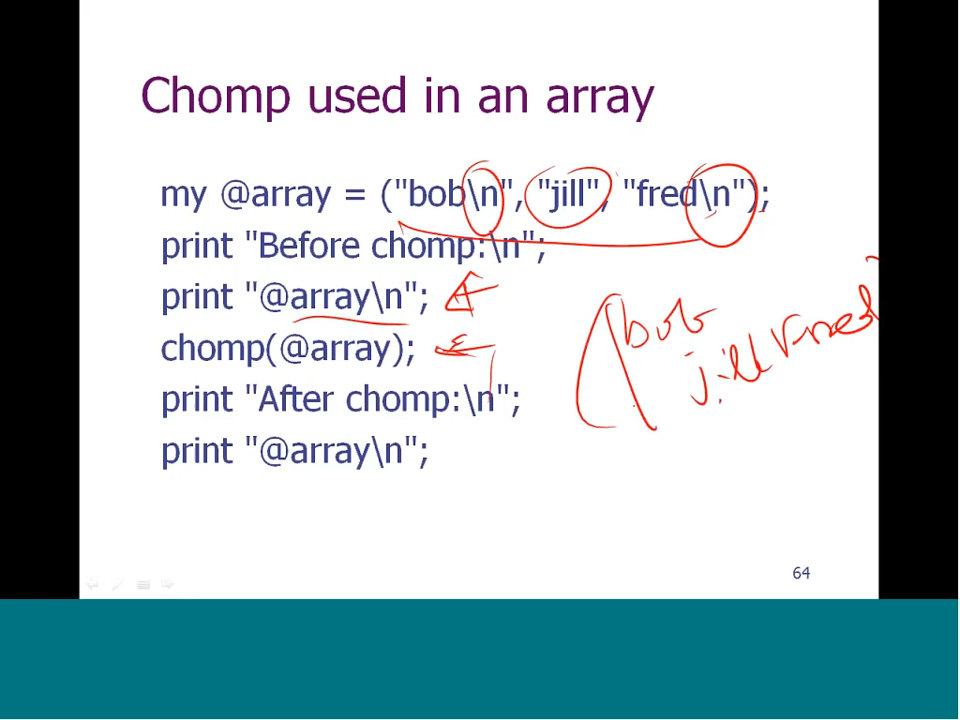 Chomp used in an array
my @array = ("bob\n", "jill", "fred\n");
print "Before chomp:\n";
print "@array\n";
chomp(@array);
print "After chomp:\n";
print "@array\n";
bob
jill fred
64